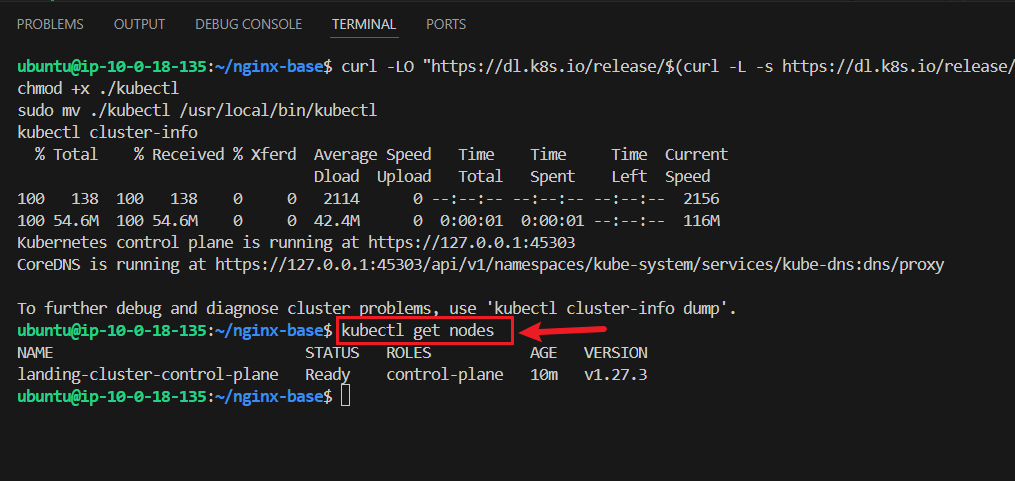 PROBLEMS OUTPUT DEBUG CONSOLE TERMINAL PORTS
ubuntu@ip-10-0-18-135:~/nginx-base$ curl -LO "https://dl.k8s.io/release/$(curl -L -s https://dl.k8s.io/release/
chmod +x ./kubectl
sudo mv ./kubectl /usr/local/bin/kubectl
kubectl cluster-info
% Total % Received % Xferd Average Speed Time Time Time Current
Dload Upload Total Spent Left Speed
100 138 100 138 0 0 2114 0 --:--:-- --:--:-- --:--:-- 2156
100 54.6M 100 54.6M 0 0 42.4M 0 0:00:01 0:00:01 --:--:-- 116M
Kubernetes control plane is running at https://127.0.0.1:45303
CoreDNS is running at https://127.0.0.1:45303/api/v1/namespaces/kube-system/services/kube-dns:dns/proxy
To further debug and diagnose cluster problems, use 'kubectl cluster-info dump'.
ubuntu@ip-10-0-18-135:~/nginx-base$ kubectl get nodes
NAME STATUS ROLES AGE VERSION
landing-cluster-control-plane Ready control-plane 10m v1.27.3
ubuntu@ip-10-0-18-135:~/nginx-base$